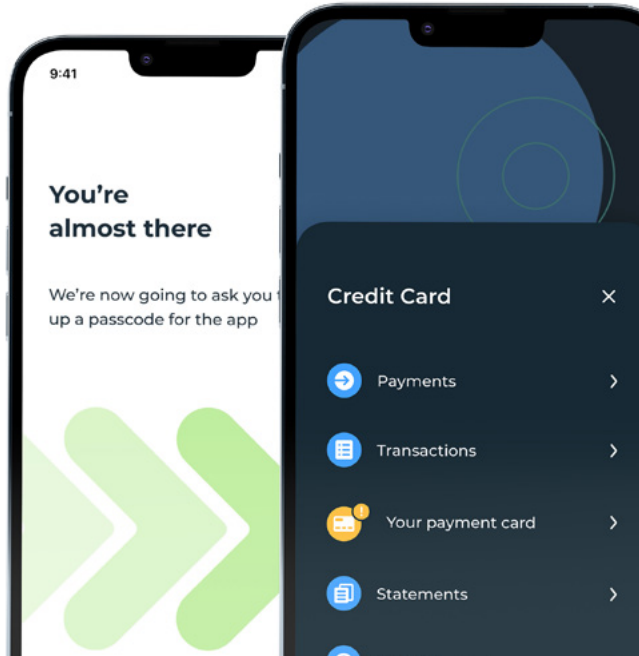 9:41
You’re
almost there
We’re now going to ask you
up a passcode for the app
Credit Card
Payments
Transactions
Your payment card
Statements